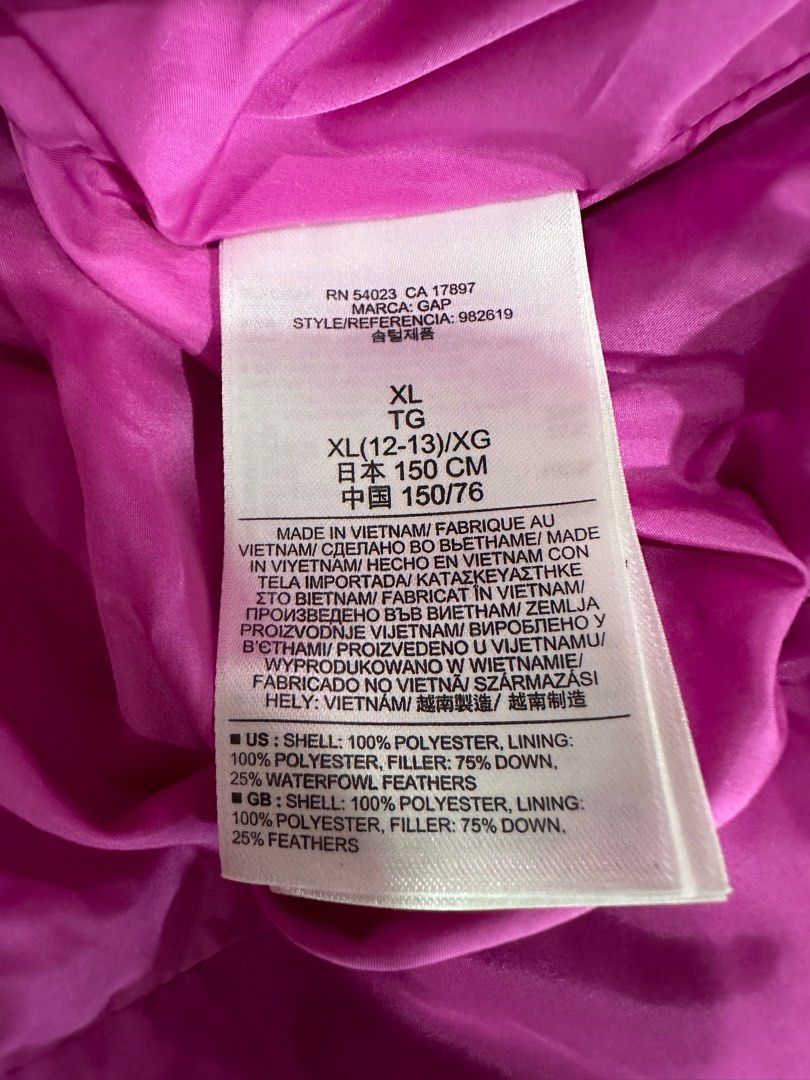 RN 54023 CA 17897
MARCA: GAP
STYLE/REFERENCIA: 982619
솜털제품
XL
TG
XL(12-13)/XG
日本 150 CM
中国 150/76
MADE IN VIETNAM/ FABRIQUE AU
VIETNAM/ СДЕЛАНО ВО ВЬЕТНАМЕ/ MADE
IN VIYETNAM/ HECHO EN VIETNAM CON
TELA IMPORTADA/ ΚΑΤΑΣΚΕΥΑΣΤΗΚΕ
ΣΤΟ ΒΙΕΤΝΑΜ/ FABRICAT ÎN VIETNAM/
ПРОИЗВЕДЕНО ВЪВ ВИЕТНАМ/ ZEMLJA
PROIZVODNJE VIJETNAM/ ВИРОБЛЕНО У
В'ЄТНАМІ/ PROIZVEDENO U VIJETNAMU/
WYPRODUKOWANO W WIETNAMIE/
FABRICADO NO VIETNÃ/ SZÁRMAZÁSI
HELY: VIETNÁM/ 越南製造/ 越南制造
■ US : SHELL: 100% POLYESTER, LINING:
100% POLYESTER, FILLER: 75% DOWN,
25% WATERFOWL FEATHERS
■ GB : SHELL: 100% POLYESTER, LINING:
100% POLYESTER, FILLER: 75% DOWN,
25% FEATHERS